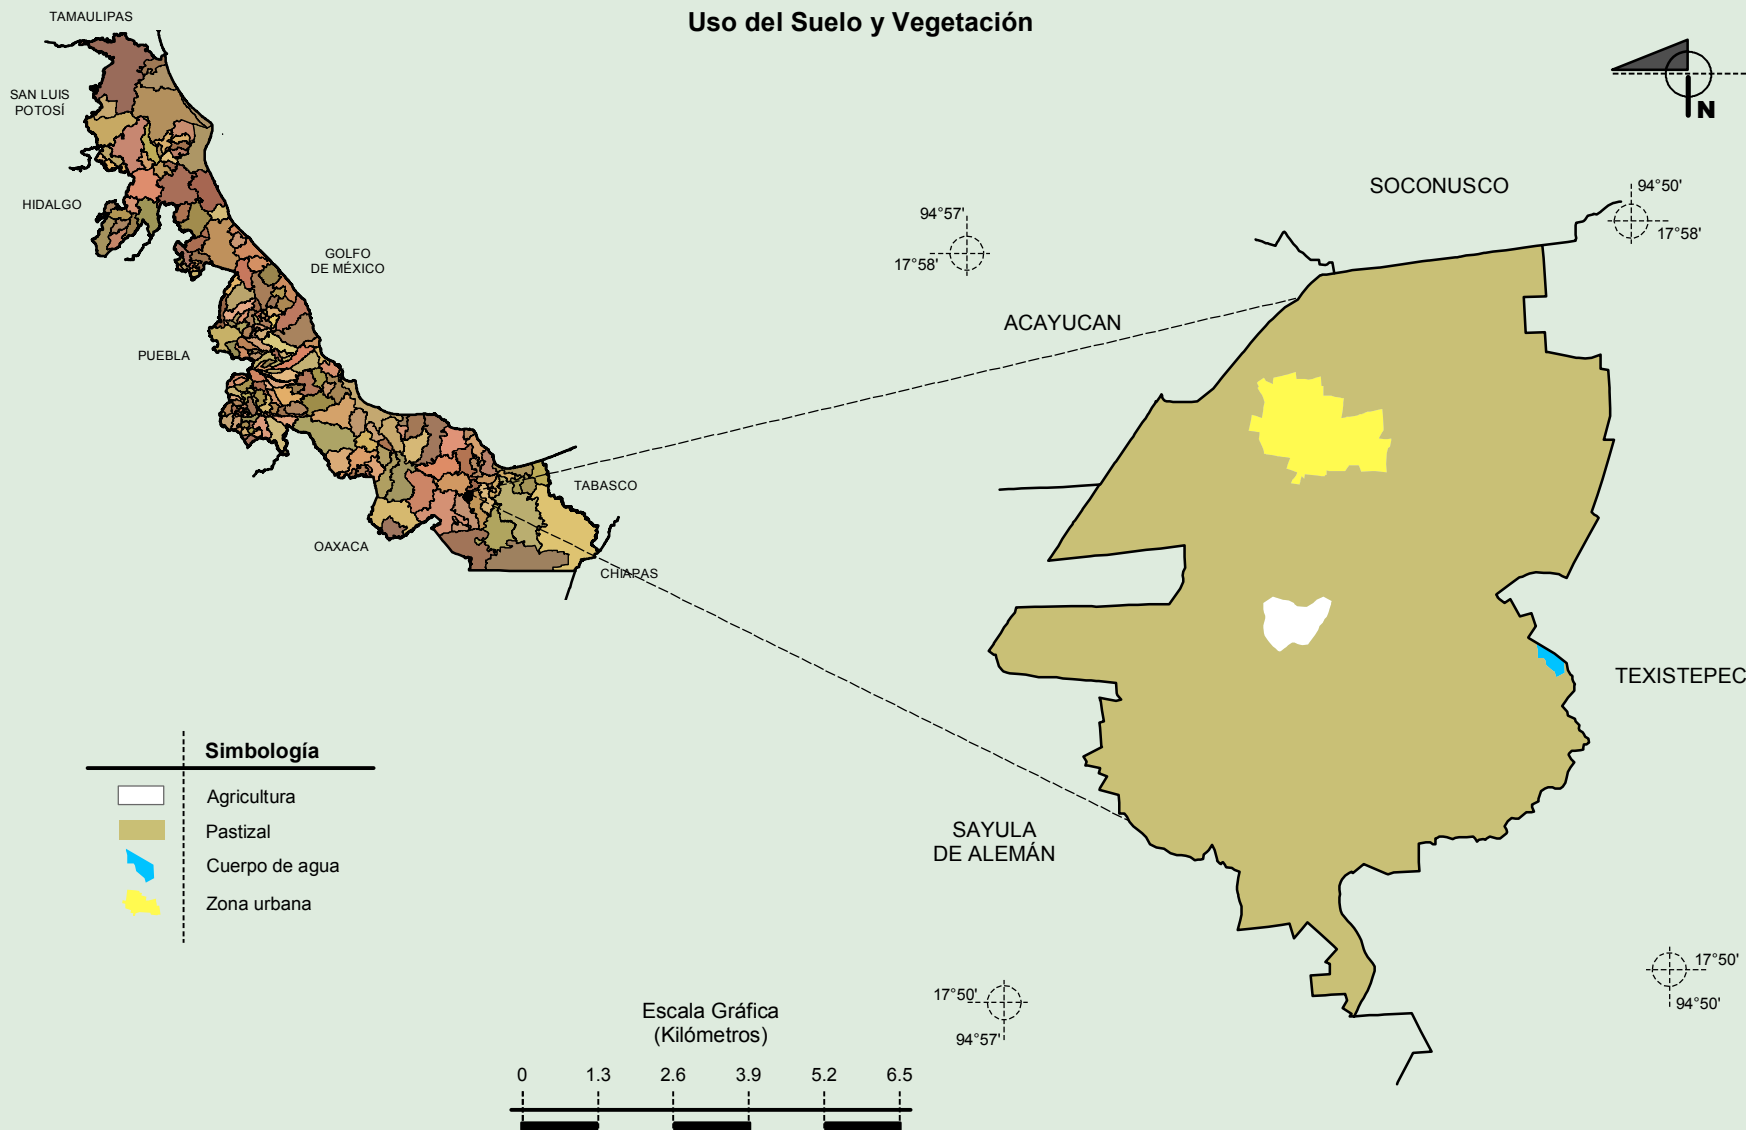 Uso del Suelo y Vegetación
TAMAULIPAS
SAN LUIS
POTOSÍ
HIDALGO
GOLFO
DE MÉXICO
PUEBLA
TABASCO
OAXACA
CHIAPAS
N
SOCONUSCO
94°50'
17°58'
94°57'
17°58'
ACAYUCAN
TEXISTEPEC
SAYULA
DE ALEMÁN
17°50'
94°50'
17°50'
94°57'
Simbología
Agricultura
Pastizal
Cuerpo de agua
Zona urbana
Escala Gráfica
(Kilómetros)
0 1.3 2.6 3.9 5.2 6.5